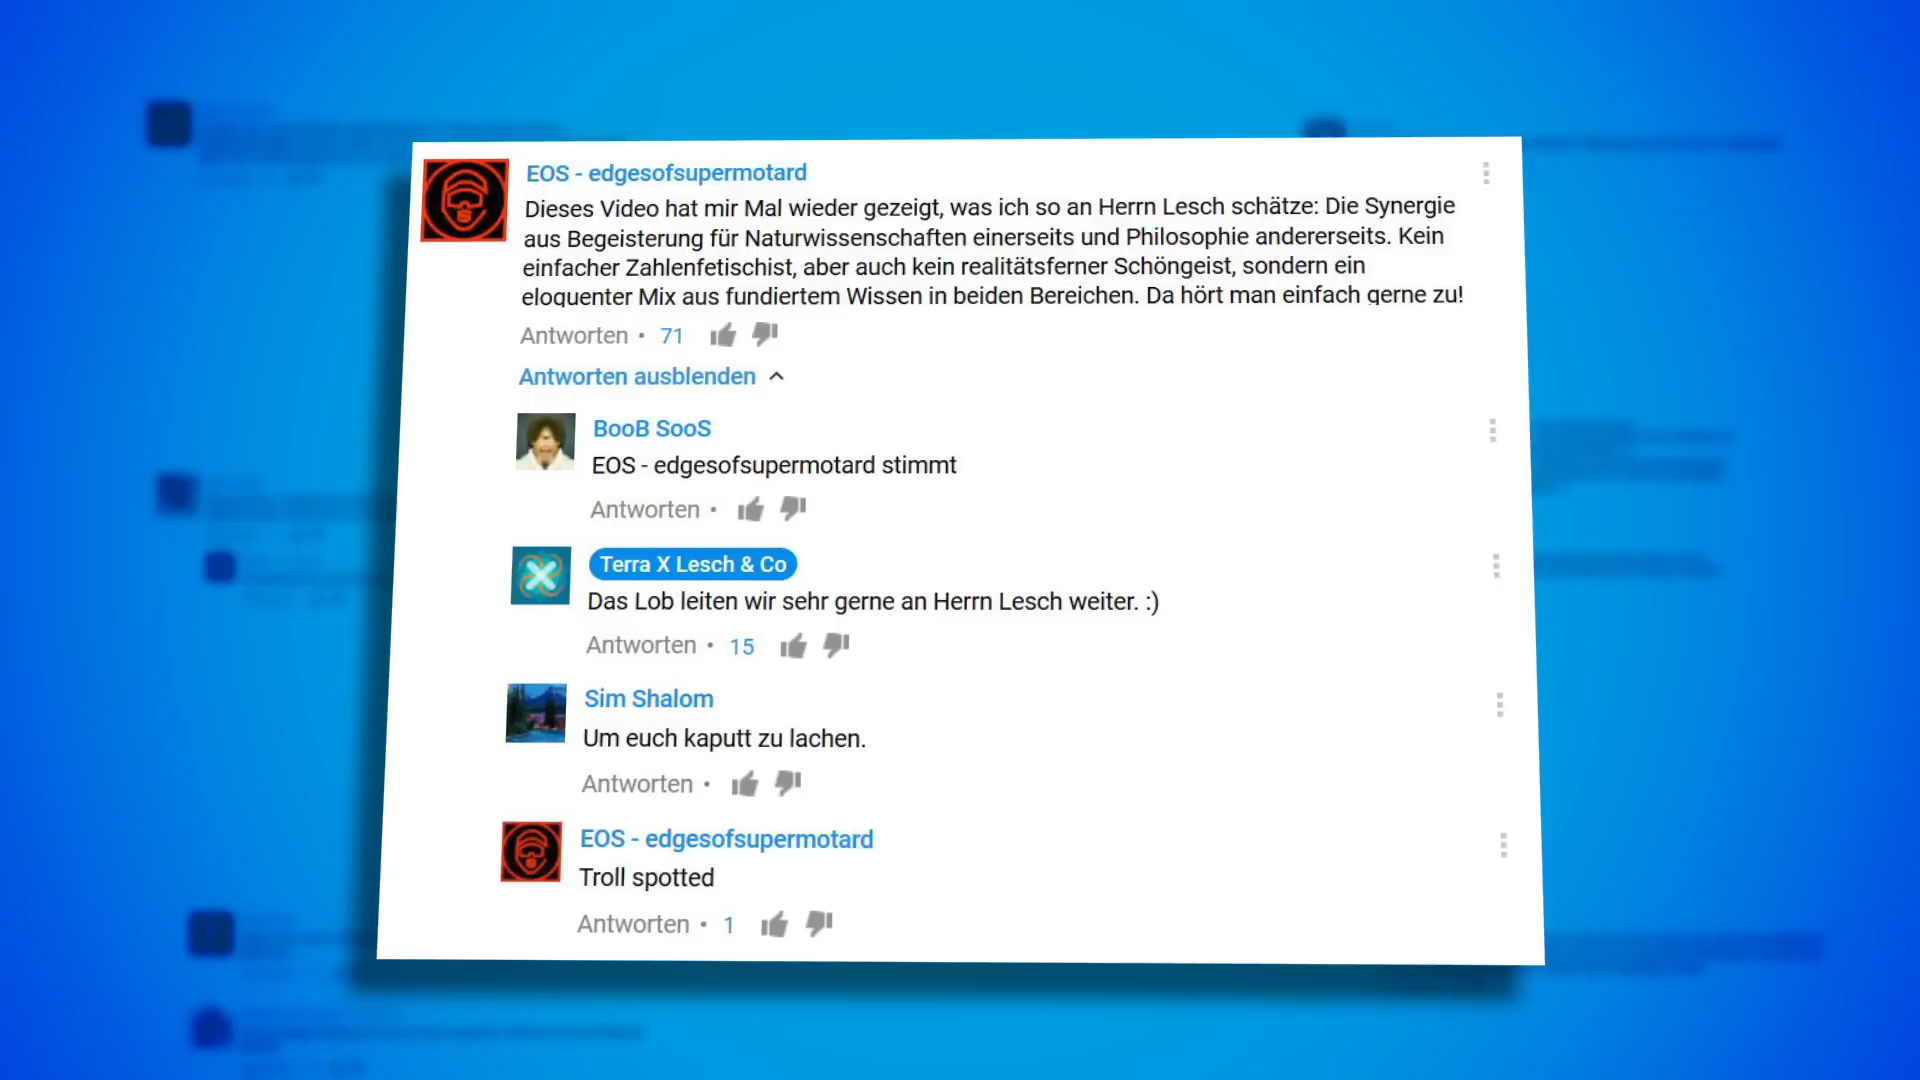 EOS - edgesofsupermotard
Dieses Video hat mir Mal wieder gezeigt, was ich so an Herrn Lesch schätze: Die Synergie
aus Begeisterung für Naturwissenschaften einerseits und Philosophie andererseits. Kein
einfacher Zahlenfetischist, aber auch kein realitätsferner Schöngeist, sondern ein
eloquenter Mix aus fundiertem Wissen in beiden Bereichen. Da hört man einfach gerne zu!
Antworten • 71
Antworten ausblenden
BooB SooS
EOS - edgesofsupermotard stimmt
Antworten •
Terra X Lesch & Co
Das Lob leiten wir sehr gerne an Herrn Lesch weiter. :)
Antworten • 15
Sim Shalom
Um euch kaputt zu lachen.
Antworten •
EOS - edgesofsupermotard
Troll spotted
Antworten • 1